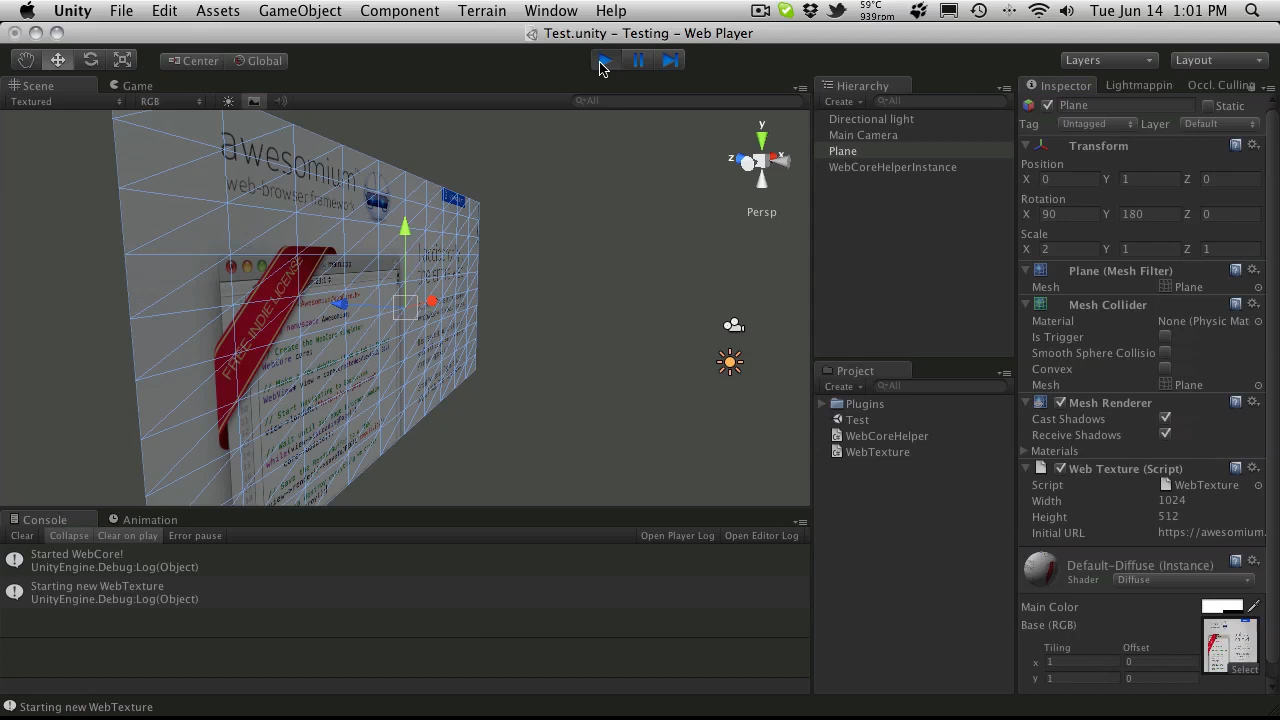 Unity File Edit Assets GameObject Component Terrain Window Help 59°C 939rpm Tue Jun 14 1:01 PM
Test.unity - Testing - Web Player
Center Global Layers Layout
Scene Game
Textured RGB All
awesomium
web-browser framework
FREE INDIE LICENSE
main.cpp
y
z x
Persp
Hierarchy
Create All
Directional light
Main Camera
Plane
WebCoreHelperInstance
Project
Create All
Plugins
Test
WebCoreHelper
WebTexture
Inspector Lightmapping Occl. Culling
Plane Static
Tag Untagged Layer Default
Transform
Position
X 0 Y 1 Z 0
Rotation
X 90 Y 180 Z 0
Scale
X 2 Y 1 Z 1
Plane (Mesh Filter)
Mesh Plane
Mesh Collider
Material None (Physic Mat
Is Trigger
Smooth Sphere Collisio
Convex
Mesh Plane
Mesh Renderer
Cast Shadows
Receive Shadows
Materials
Web Texture (Script)
Script WebTexture
Width 1024
Height 512
Initial URL https://awesomium.
Default-Diffuse (Instance)
Shader Diffuse
Main Color
Base (RGB)
Tiling Offset
x 1 0
y 1 0
Select
Console Animation
Clear Collapse Clear on play Error pause Open Player Log Open Editor Log
Started WebCore!
UnityEngine.Debug:Log(Object)
Starting new WebTexture
UnityEngine.Debug:Log(Object)
Starting new WebTexture